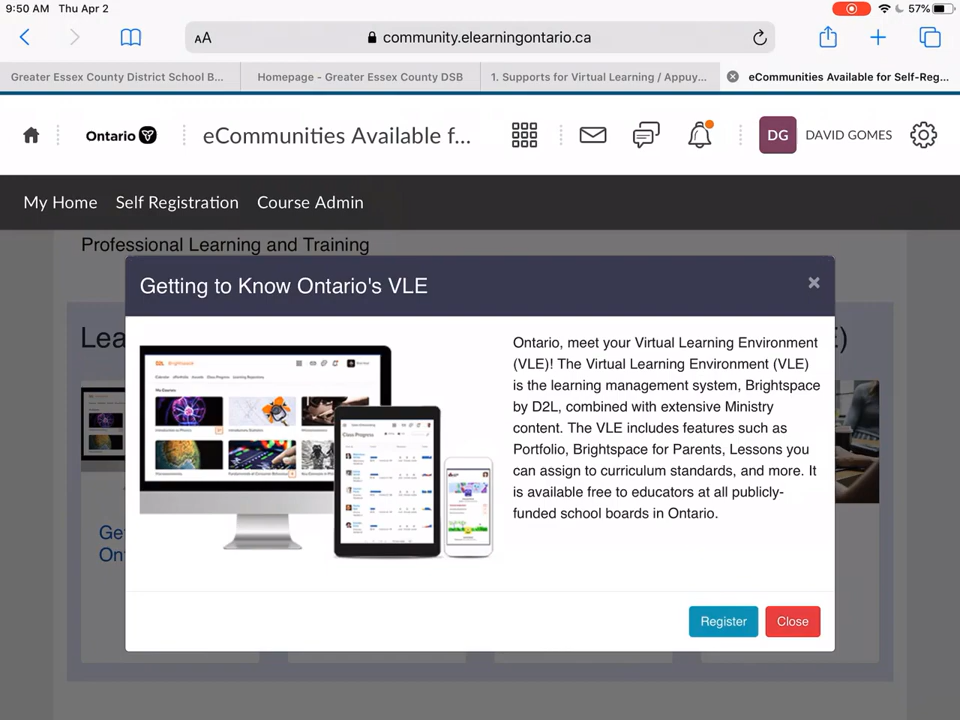 9:50 AM Thu Apr 2
57%
AA
community.elearningontario.ca
Greater Essex County District School B...
Homepage - Greater Essex County DSB
1. Supports for Virtual Learning / Appuy...
eCommunities Available for Self-Reg...
Ontario
eCommunities Available f...
DG
DAVID GOMES
My Home
Self Registration
Course Admin
Professional Learning and Training
Getting to Know Ontario's VLE
×
Ontario, meet your Virtual Learning Environment
(VLE)! The Virtual Learning Environment (VLE)
is the learning management system, Brightspace
by D2L, combined with extensive Ministry
content. The VLE includes features such as
Portfolio, Brightspace for Parents, Lessons you
can assign to curriculum standards, and more. It
is available free to educators at all publicly-
funded school boards in Ontario.
Brightspace
Class Progress
Register
Close